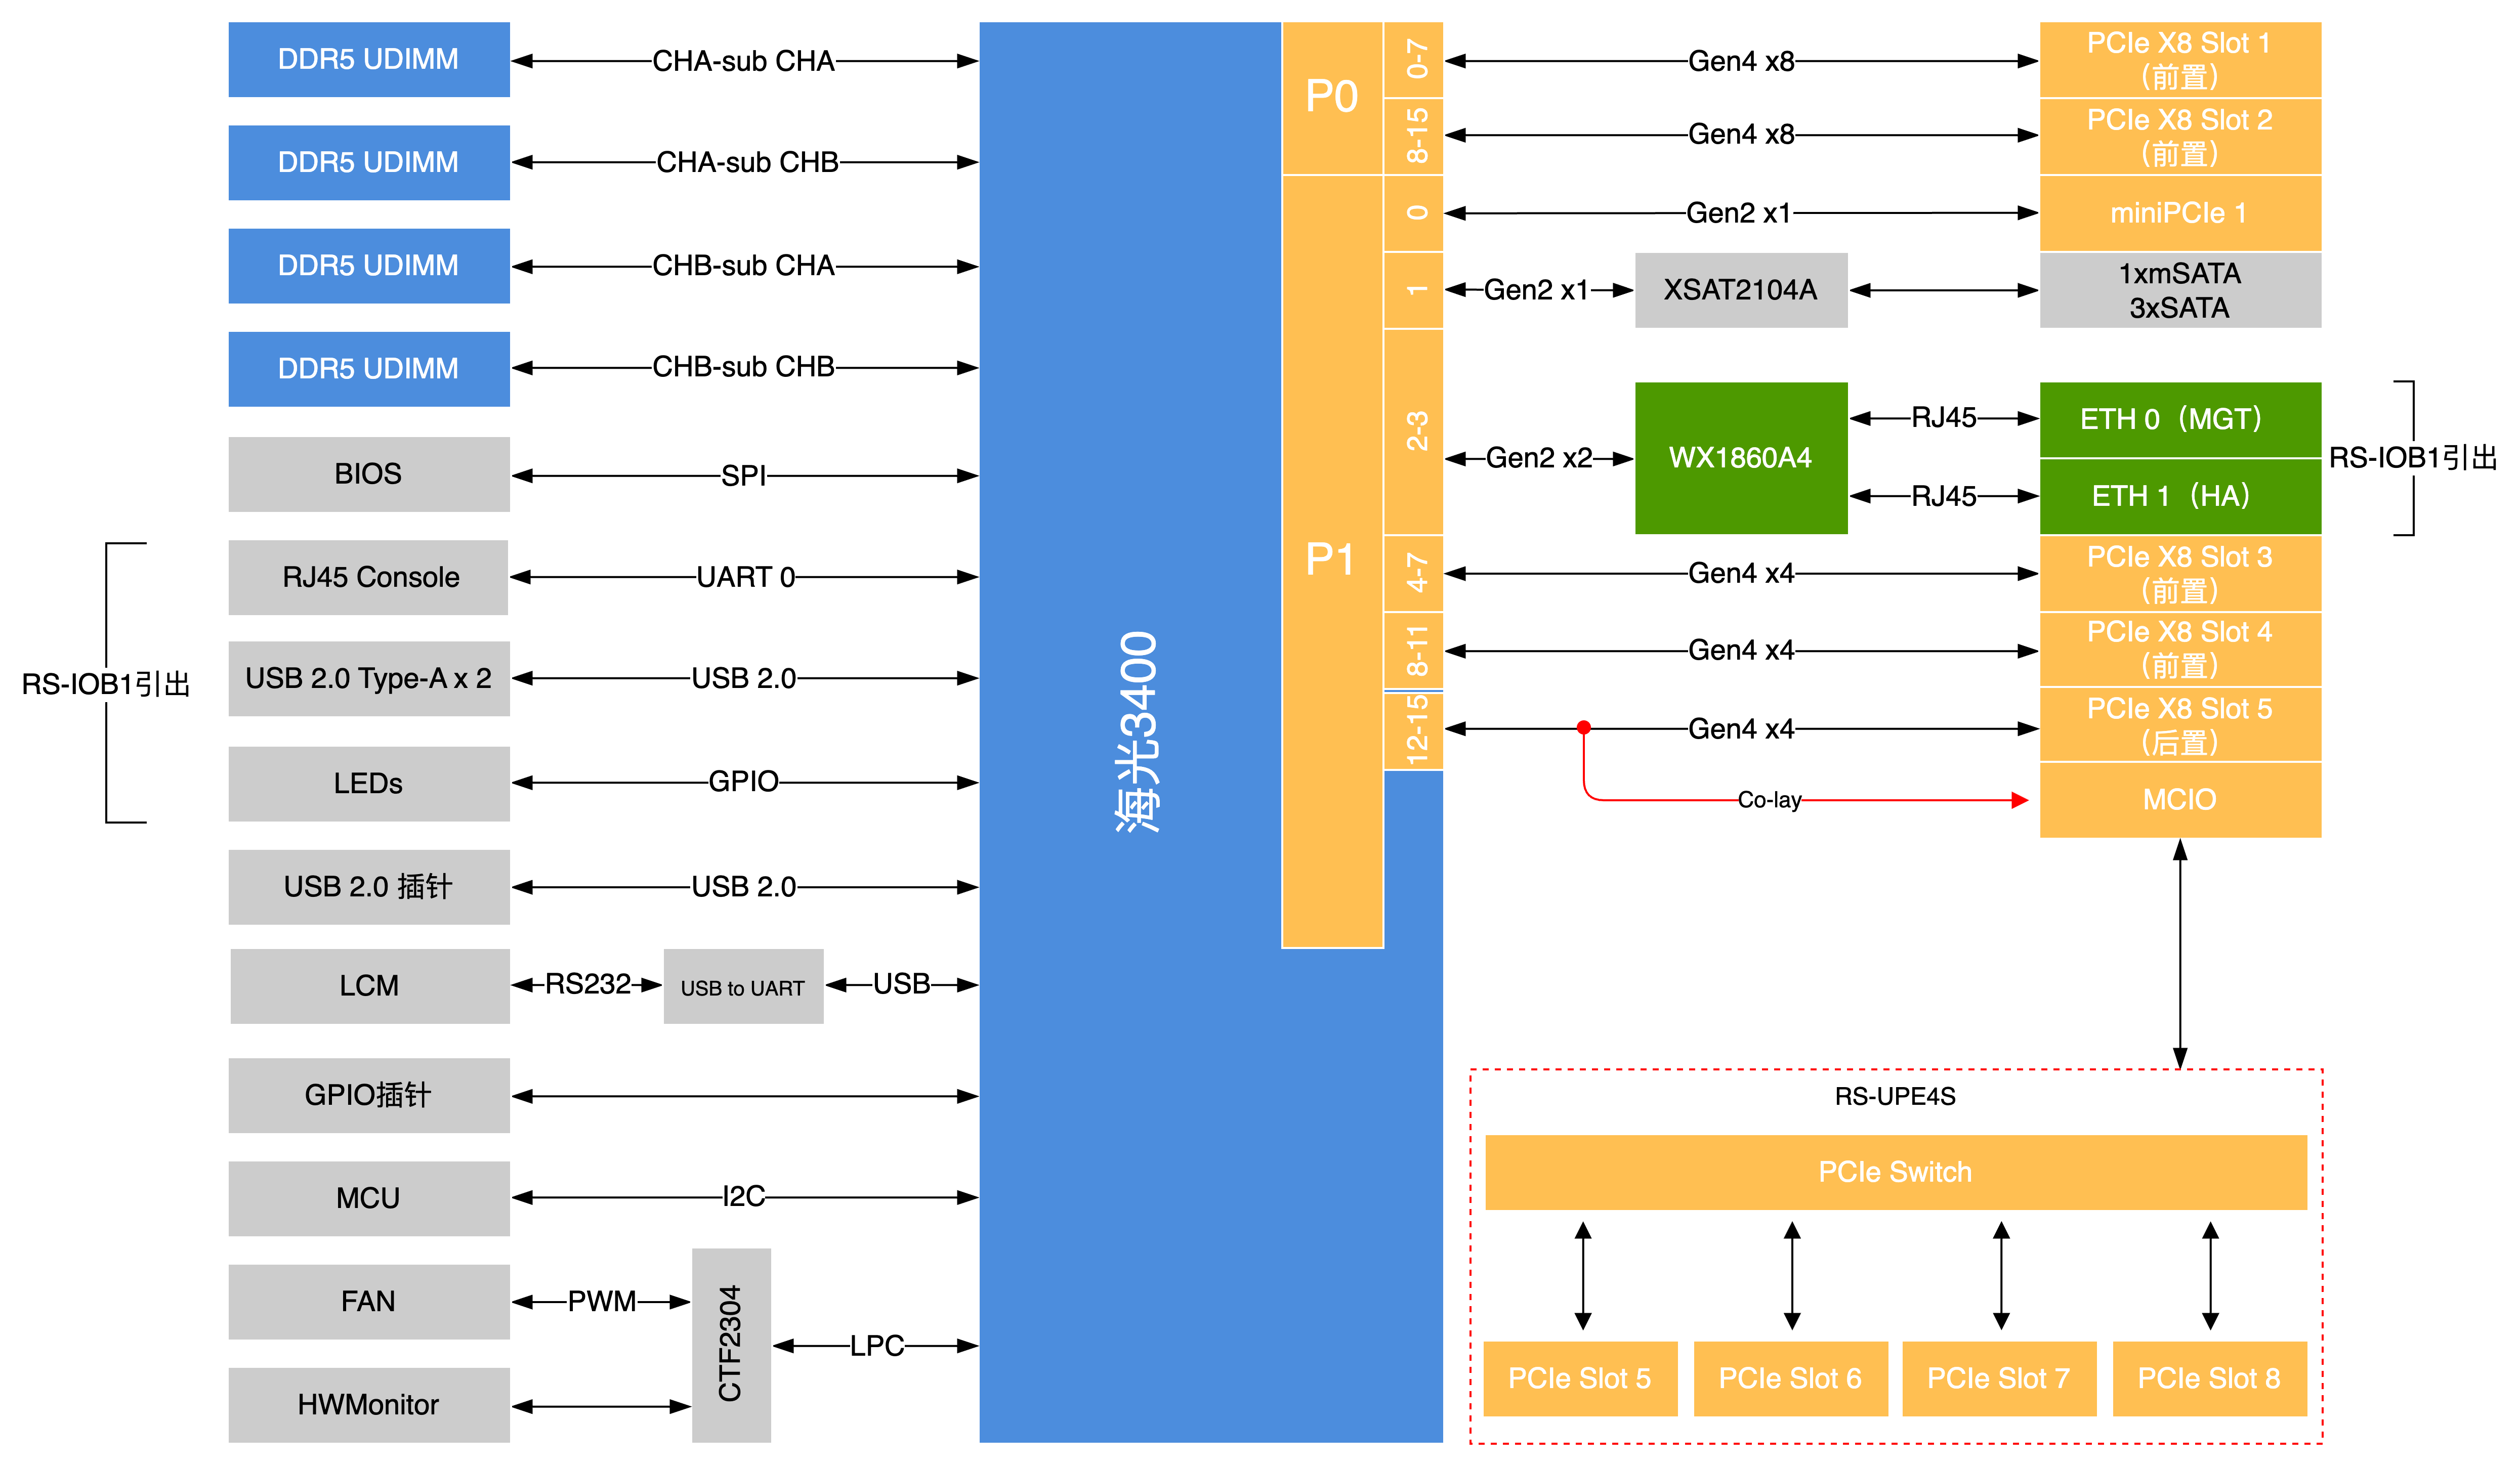 DDR5 UDIMM
CHA-sub CHA
DDR5 UDIMM
CHA-sub CHB
DDR5 UDIMM
CHB-sub CHA
DDR5 UDIMM
CHB-sub CHB
BIOS
SPI
RS-IOB1引出
RJ45 Console
UART 0
USB 2.0 Type-A x 2
USB 2.0
LEDs
GPIO
USB 2.0 插针
USB 2.0
LCM
RS232
USB to UART
USB
GPIO插针
MCU
I2C
FAN
PWM
HWMonitor
CTF2304
LPC
海光3400
P0
0-7
Gen4 x8
PCIe X8 Slot 1
（前置）
8-15
Gen4 x8
PCIe X8 Slot 2
（前置）
P1
0
Gen2 x1
miniPCIe 1
1
Gen2 x1
XSAT2104A
1xmSATA
3xSATA
2-3
Gen2 x2
WX1860A4
RJ45
ETH 0（MGT）
RJ45
ETH 1（HA）
RS-IOB1引出
4-7
Gen4 x4
PCIe X8 Slot 3
（前置）
8-11
Gen4 x4
PCIe X8 Slot 4
（前置）
12-15
Gen4 x4
PCIe X8 Slot 5
（后置）
Co-lay
MCIO
RS-UPE4S
PCIe Switch
PCIe Slot 5
PCIe Slot 6
PCIe Slot 7
PCIe Slot 8